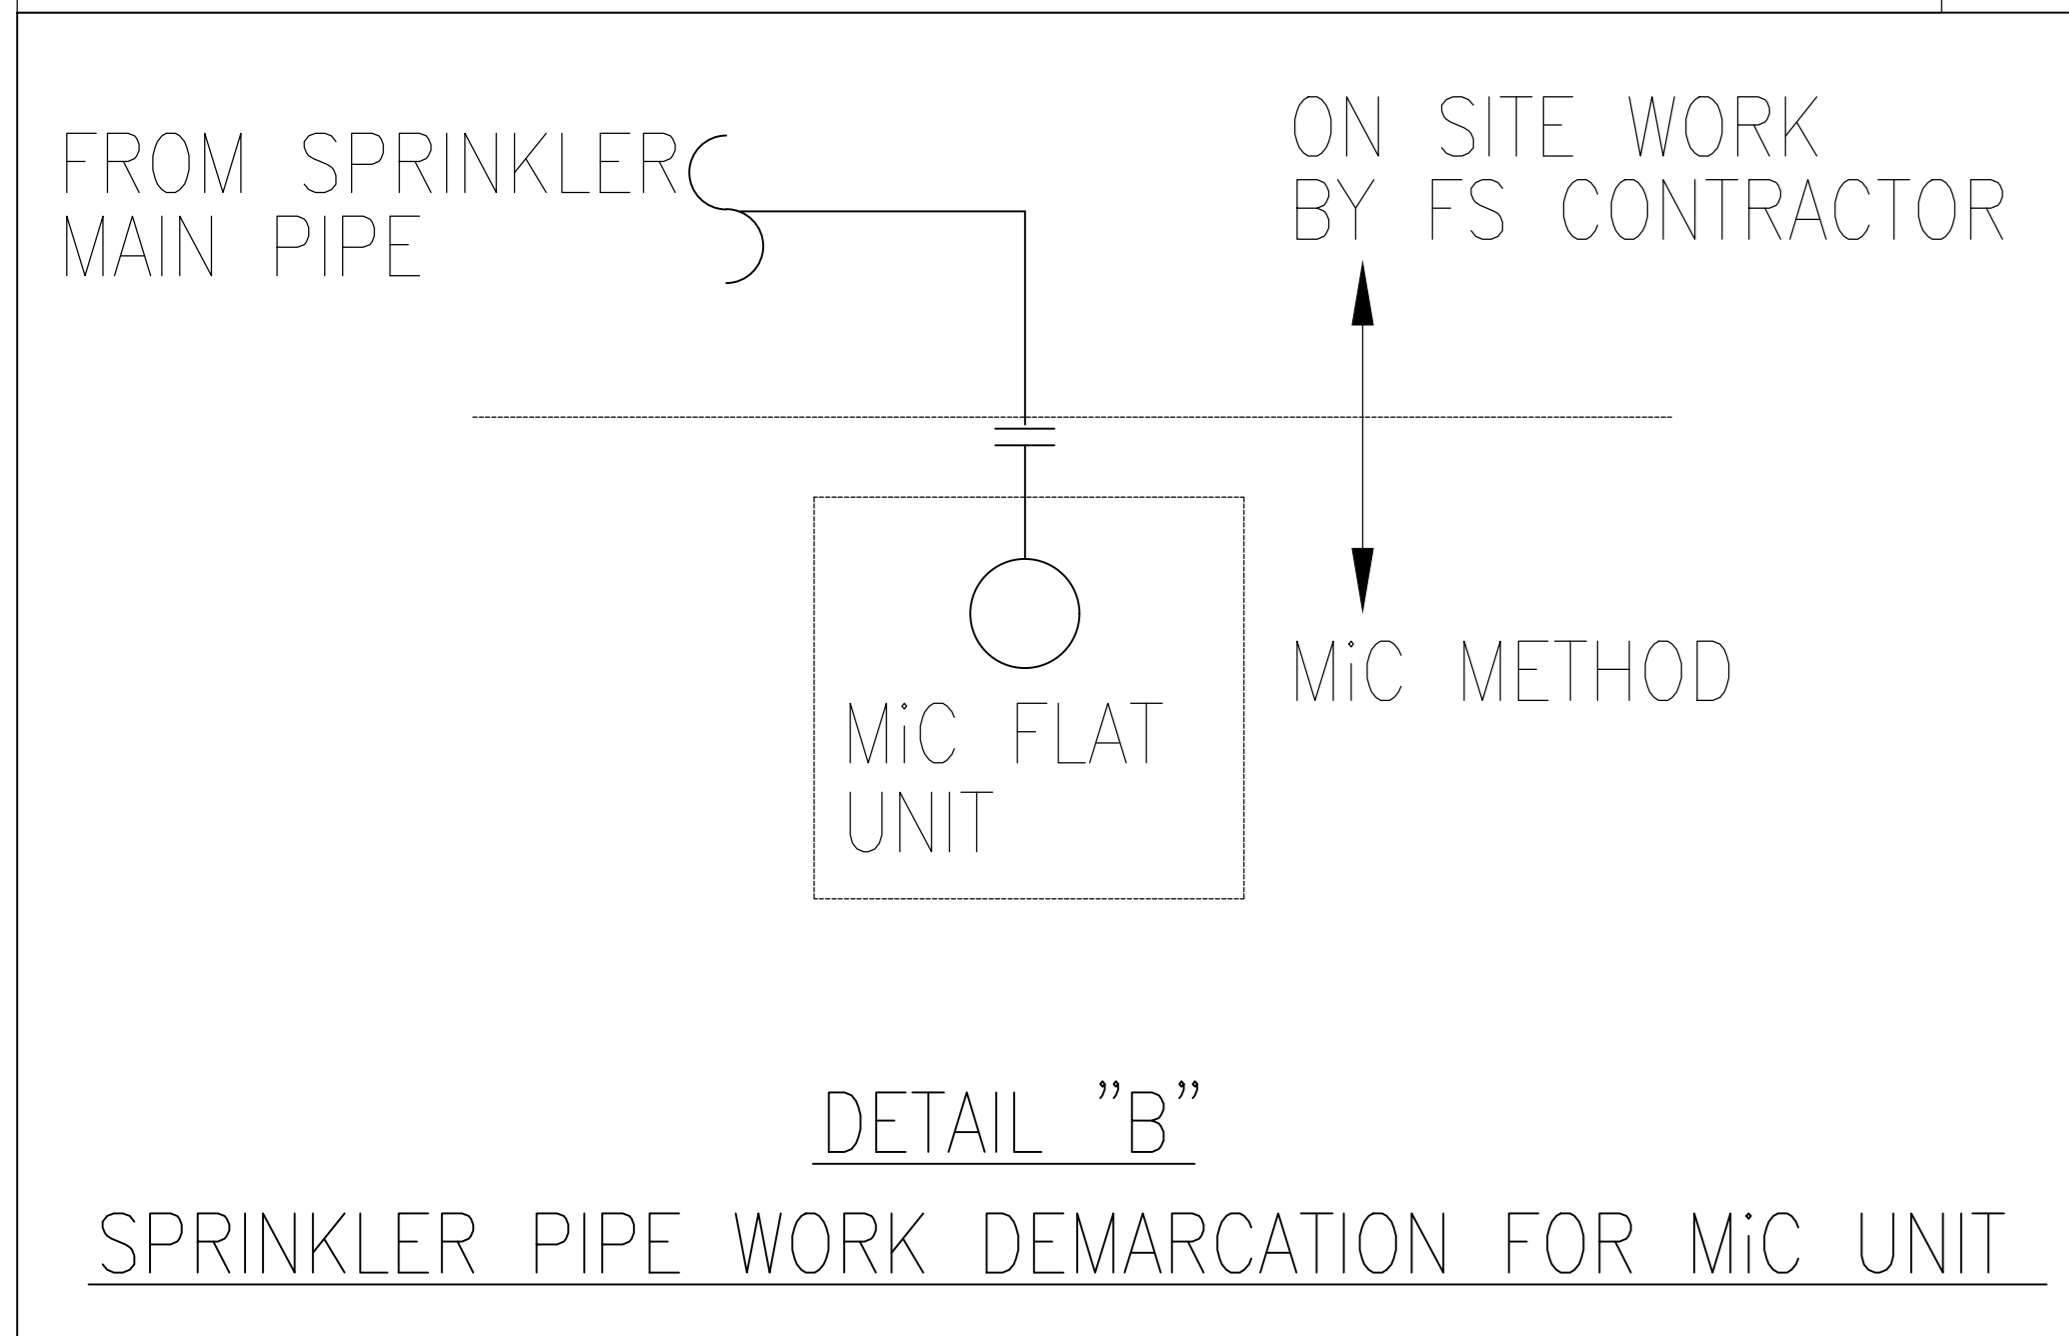 FROM SPRINKLER
MAIN PIPE
ON SITE WORK
BY FS CONTRACTOR
MiC METHOD
MiC FLAT
UNIT
DETAIL ”B”
SPRINKLER PIPE WORK DEMARCATION FOR MiC UNIT